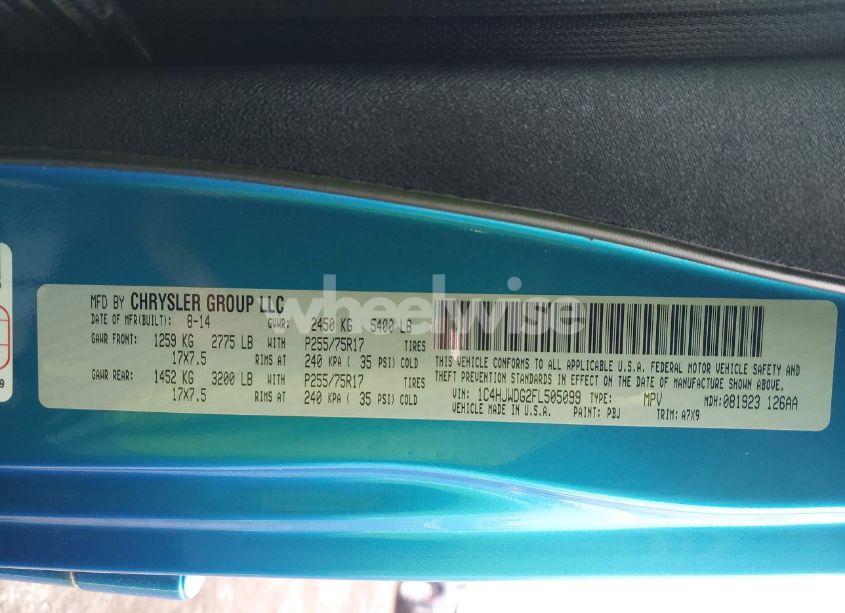 MFD BY CHRYSLER GROUP LLC
DATE OF MFR(BUILT): 8-14 GVWR: 2450 KG 5400 LB
GAWR FRONT: 1259 KG 2775 LB WITH P255/75R17 TIRES
17X7.5 RIMS AT 240 KPA ( 35 PSI) COLD
GAWR REAR: 1452 KG 3200 LB WITH P255/75R17 TIRES
17X7.5 RIMS AT 240 KPA ( 35 PSI) COLD
THIS VEHICLE CONFORMS TO ALL APPLICABLE U.S.A. FEDERAL MOTOR VEHICLE SAFETY AND
THEFT PREVENTION STANDARDS IN EFFECT ON THE DATE OF MANUFACTURE SHOWN ABOVE.
VIN: 1C4HJWDG2FL505099 TYPE: MPV MDH: 081923 126AA
VEHICLE MADE IN U.S.A. PAINT: PBJ TRIM: A7X9
wheelwise
9